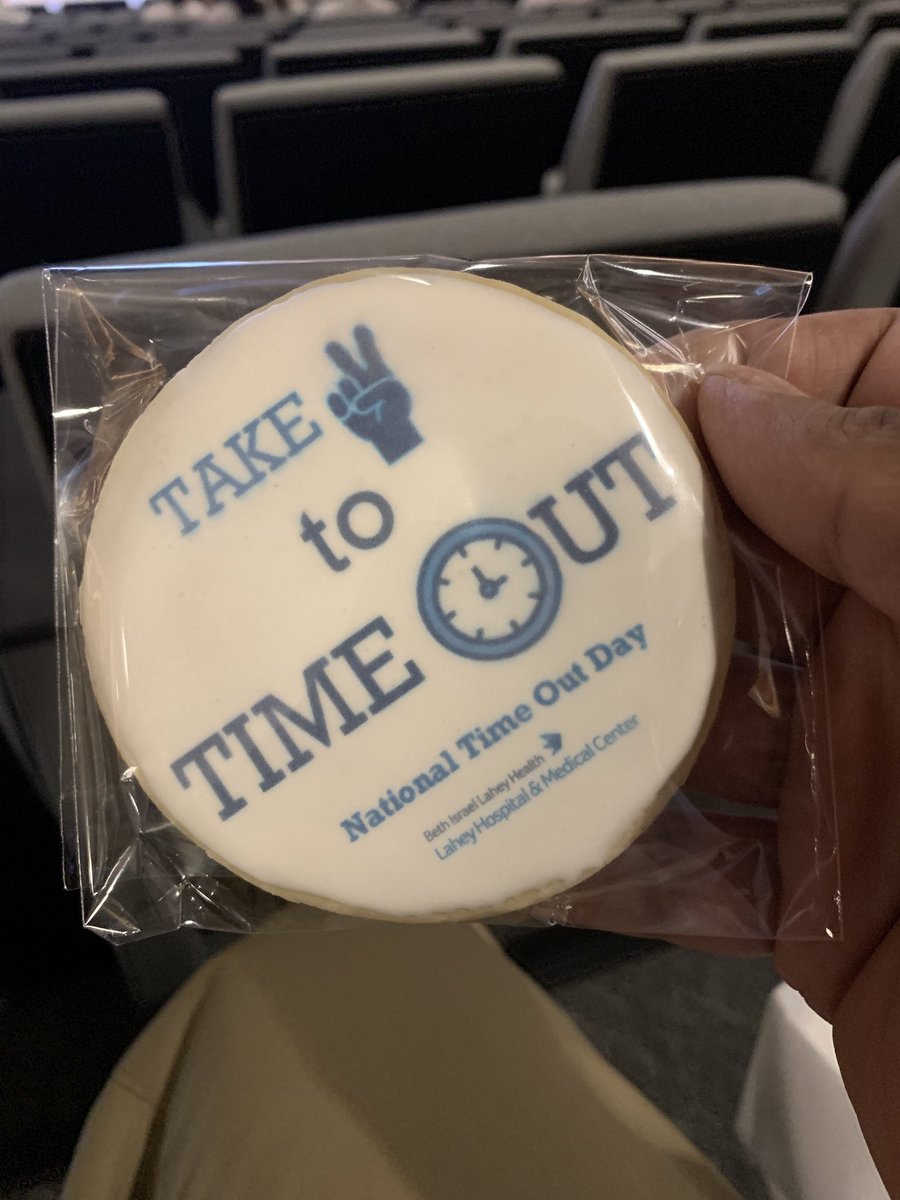 TAKE
to
TIME OUT
National Time Out Day
Beth Israel Lahey Health
Lahey Hospital & Medical Center